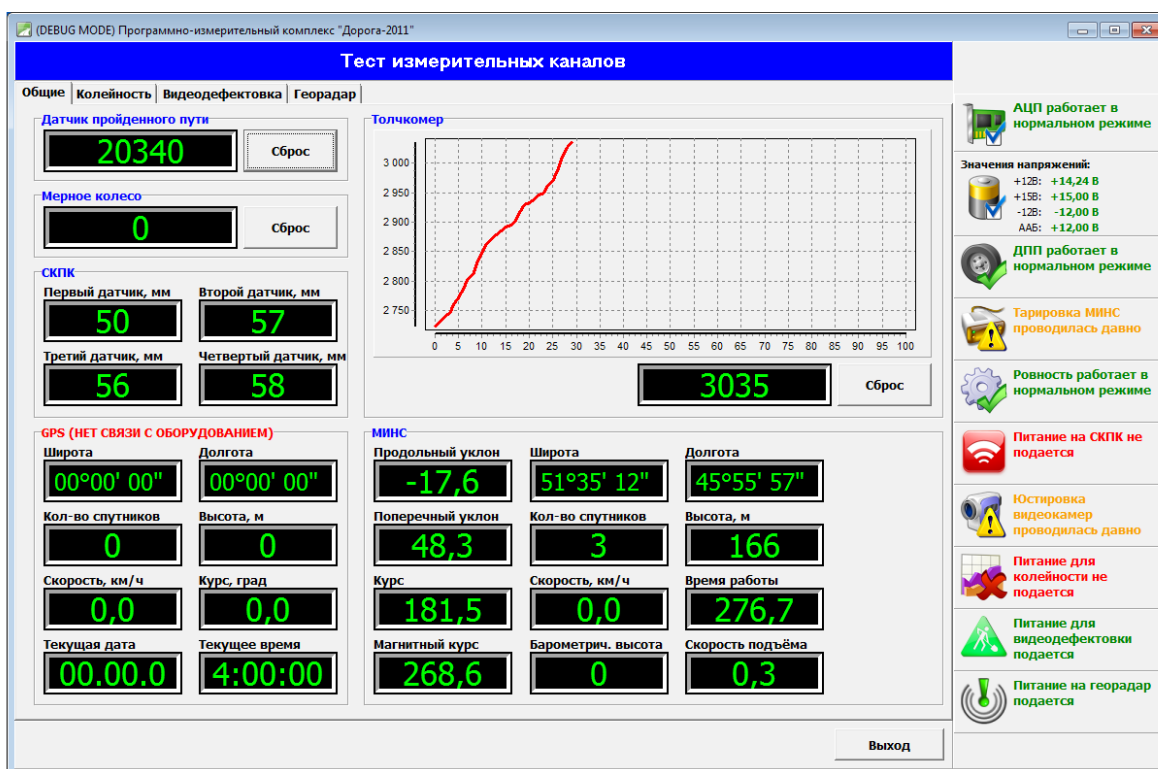 (DEBUG MODE) Программно-измерительный комплекс "Дорога-2011"
Тест измерительных каналов
Общие Колейность Видеодефектовка Георадар
Датчик пройденного пути
20340 Сброс
Мерное колесо
0 Сброс
СКПК
Первый датчик, мм Второй датчик, мм
50 57
Третий датчик, мм Четвертый датчик, мм
56 58
Толчкомер
3 000
2 950
2 900
2 850
2 800
2 750
0 5 10 15 20 25 30 35 40 45 50 55 60 65 70 75 80 85 90 95 100
3035 Сброс
GPS (НЕТ СВЯЗИ С ОБОРУДОВАНИЕМ)
Широта Долгота
00°00' 00" 00°00' 00"
Кол-во спутников Высота, м
0 0
Скорость, км/ч Курс, град
0,0 0,0
Текущая дата Текущее время
00.00.0 4:00:00
МИНС
Продольный уклон Широта Долгота
-17,6 51°35' 12" 45°55' 57"
Поперечный уклон Кол-во спутников Высота, м
48,3 3 166
Курс Скорость, км/ч Время работы
181,5 0,0 276,7
Магнитный курс Барометрич. высота Скорость подъёма
268,6 0 0,3
Выход
АЦП работает в
нормальном режиме
Значения напряжений:
+12В: +14,24 В
+15В: +15,00 В
-12В: -12,00 В
ААБ: +12,00 В
ДПП работает в
нормальном режиме
Тарировка МИНС
проводилась давно
Ровность работает в
нормальном режиме
Питание на СКПК не
подается
Юстировка
видеокамер
проводилась давно
Питание для
колейности не
подается
Питание для
видеодефектовки
подается
Питание на георадар
подается